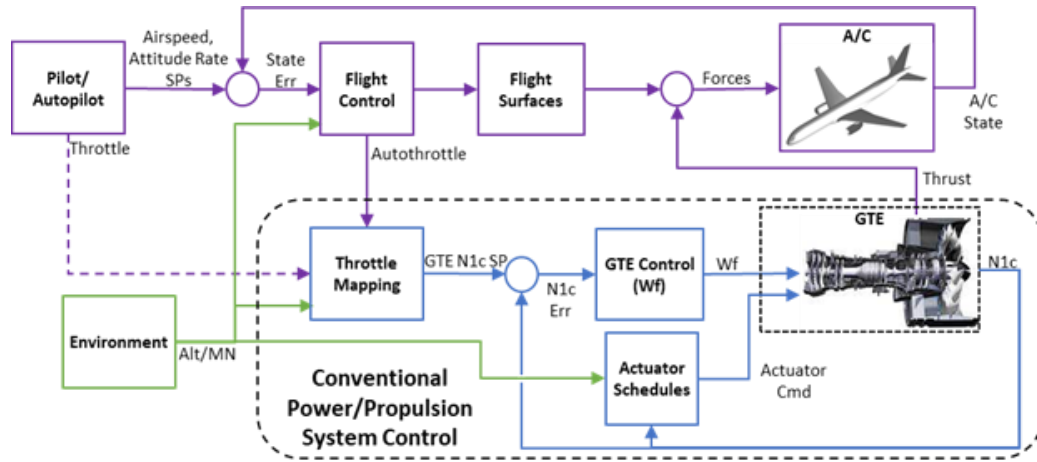 Airspeed,
Attitude Rate
SPs
Pilot/
Autopilot
State
Err
Flight
Control
Flight
Surfaces
Forces
A/C
A/C
State
Throttle
Autothrottle
Thrust
GTE
Throttle
Mapping
GTE N1c SP
N1c
Err
GTE Control
(Wf)
Wf
N1c
Environment
Alt/MN
Actuator
Schedules
Actuator
Cmd
Conventional
Power/Propulsion
System Control